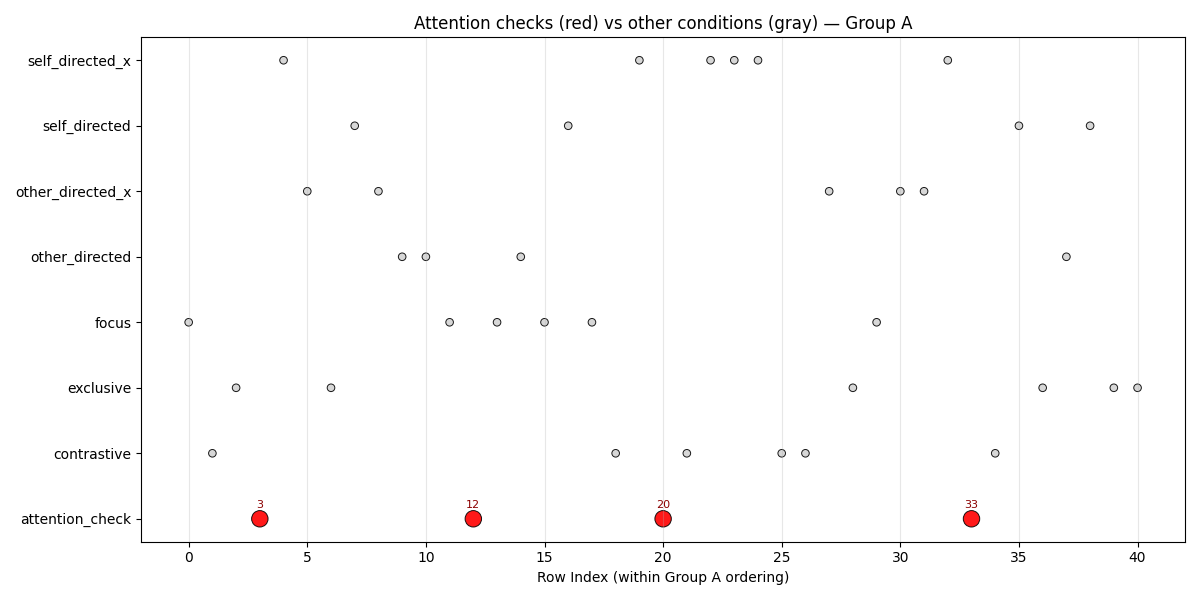 Attention checks (red) vs other conditions (gray) — Group A
self_directed_x
self_directed
other_directed_x
other_directed
focus
exclusive
contrastive
attention_check
3 12 20 33
0 5 10 15 20 25 30 35 40
Row Index (within Group A ordering)